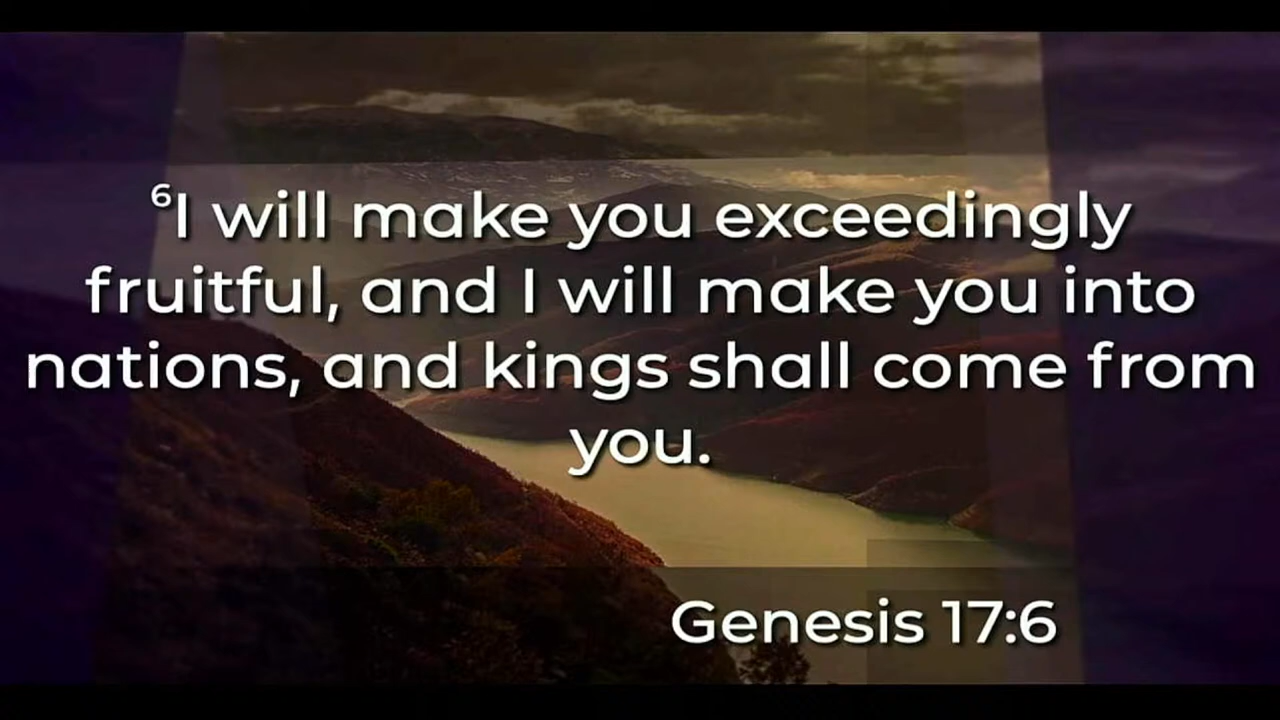 ⁶I will make you exceedingly
fruitful, and I will make you into
nations, and kings shall come from
you.
Genesis 17:6